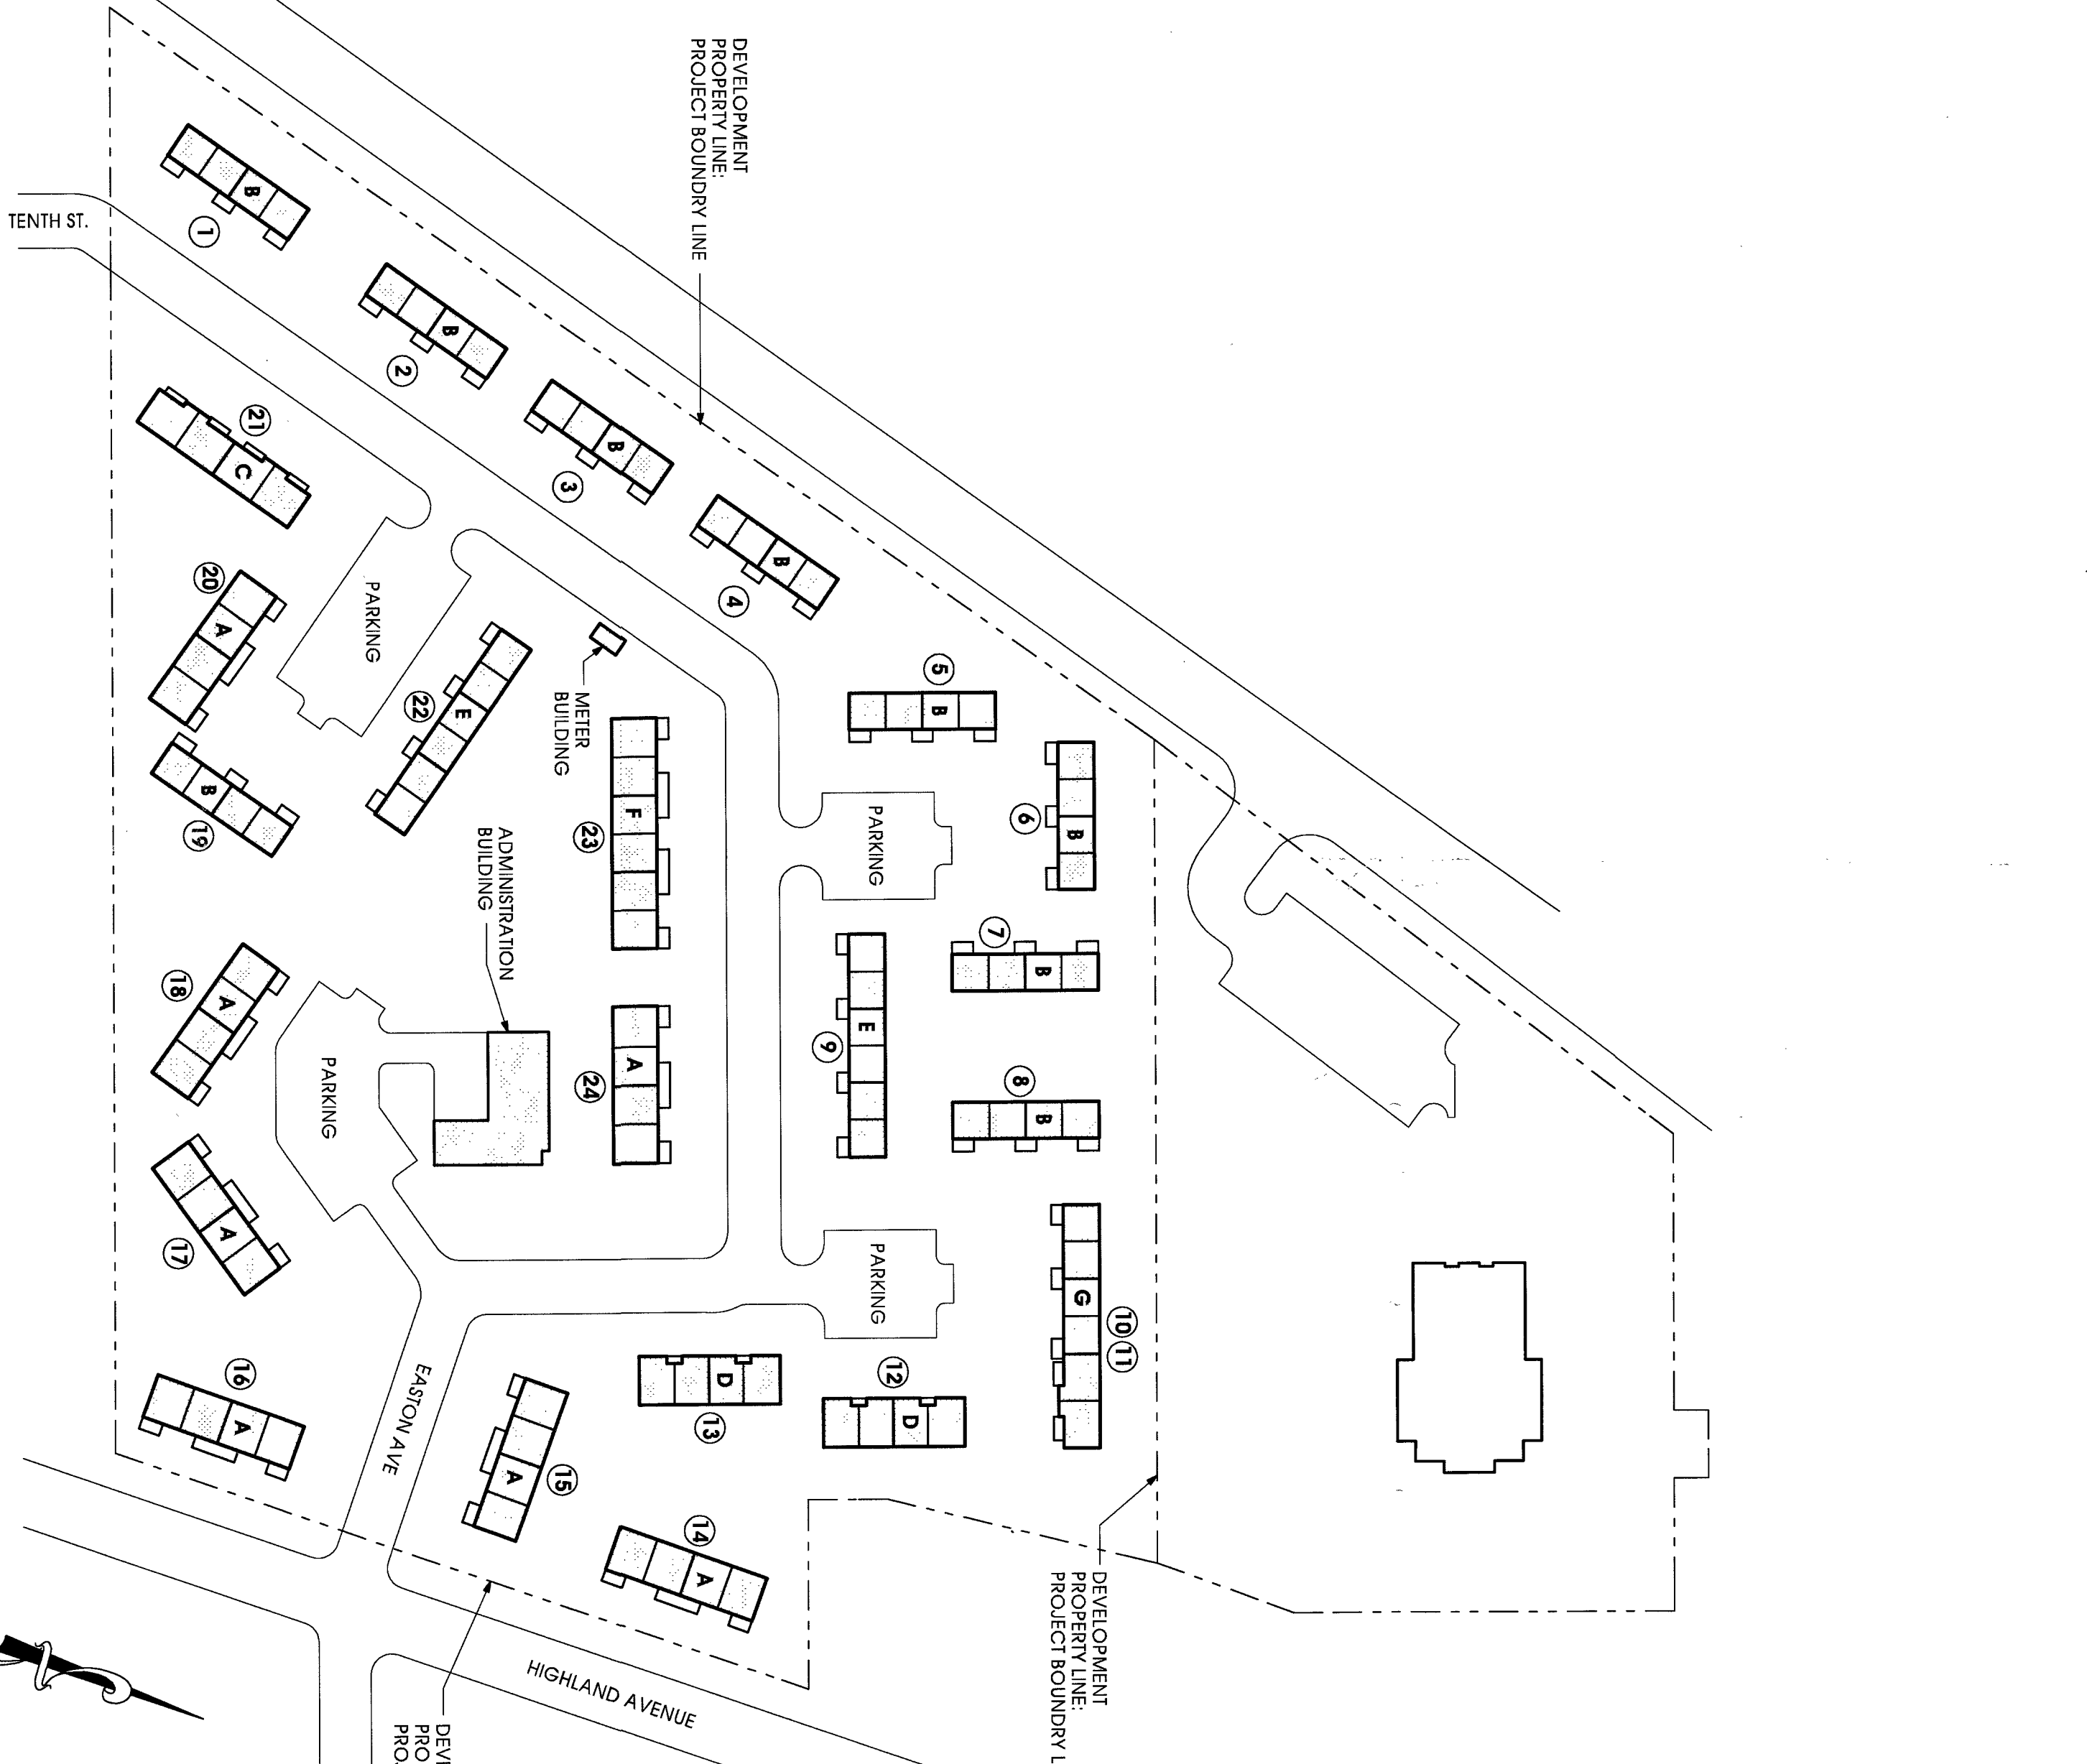 DEVELOPMENT
PROPERTY LINE:
PROJECT BOUNDRY LINE
TENTH ST.
B
1
B
2
B
3
B
4
21
C
20
A
PARKING
22
E
METER
BUILDING
5
B
6
B
B
19
23
F
PARKING
7
B
ADMINISTRATION
BUILDING
18
A
24
A
9
E
8
B
PARKING
17
A
PARKING
G
10
11
16
A
EASTON AVE
D
13
12
D
15
A
14
A
DEVELOPMENT
PROPERTY LINE:
PROJECT BOUNDRY L
HIGHLAND AVENUE
DEVE
PRO
PRO